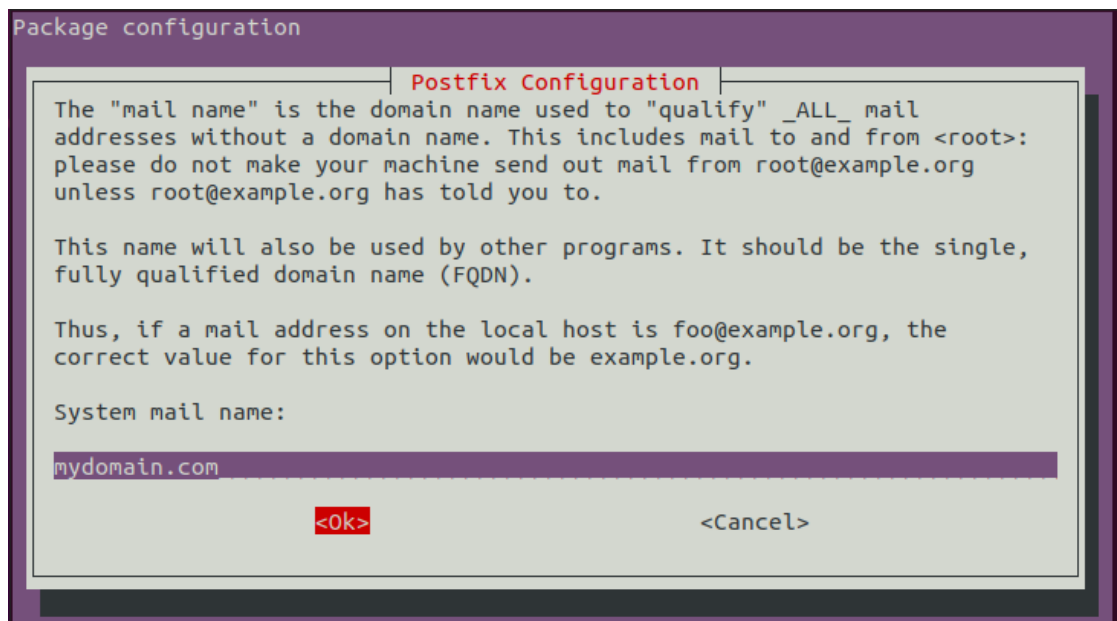 Package configuration
Postfix Configuration
The "mail name" is the domain name used to "qualify" _ALL_ mail
addresses without a domain name. This includes mail to and from <root>:
please do not make your machine send out mail from root@example.org
unless root@example.org has told you to.
This name will also be used by other programs. It should be the single,
fully qualified domain name (FQDN).
Thus, if a mail address on the local host is foo@example.org, the
correct value for this option would be example.org.
System mail name:
mydomain.com
<Ok> <Cancel>